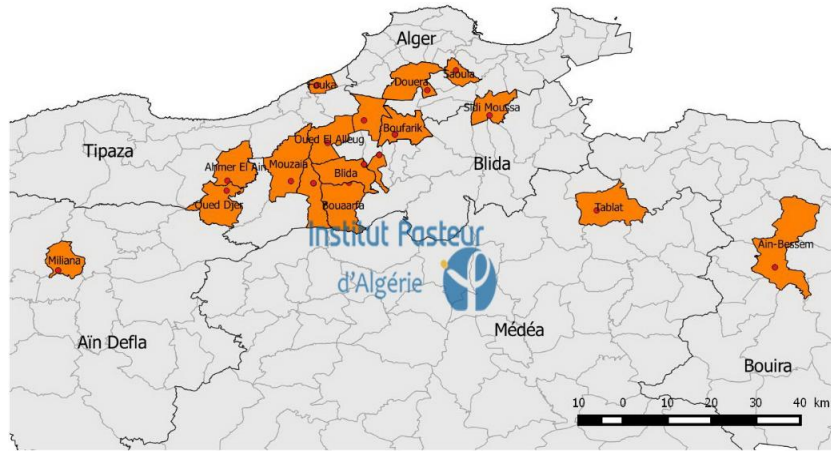 Alger
Saoula
Douera
Fouka
Sidi Moussa
Boufarik
Oued El Alleug
Tipaza
Ahmer El Ain
Mouzaia
Blida
Blida
Oued Djer
Bouaarfa
Tablat
Institut Pasteur
d'Algérie
Miliana
Ain-Bessem
Médéa
Aïn Defla
Bouira
10 0 10 20 30 40 km